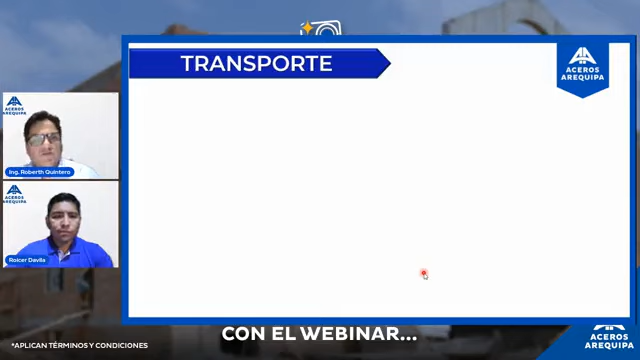 TRANSPORTE
ACEROS
AREQUIPA
ACEROS
AREQUIPA
Ing. Roberth Quintero
ACEROS
AREQUIPA
Roicer Davila
CON EL WEBINAR...
*APLICAN TÉRMINOS Y CONDICIONES
ACEROS
AREQUIPA